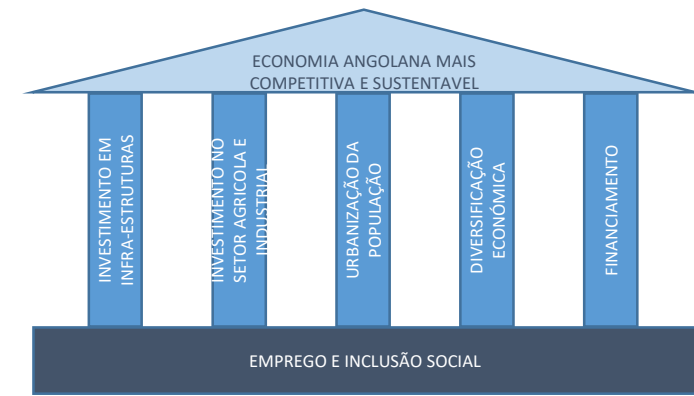 ECONOMIA ANGOLANA MAIS
COMPETITIVA E SUSTENTAVEL
INVESTIMENTO EM
INFRA-ESTRUTURAS
INVESTIMENTO NO
SETOR AGRICOLA E
INDUSTRIAL
URBANIZAÇÃO DA
POPULAÇÃO
DIVERSIFICAÇÃO
ECONÓMICA
FINANCIAMENTO
EMPREGO E INCLUSÃO SOCIAL